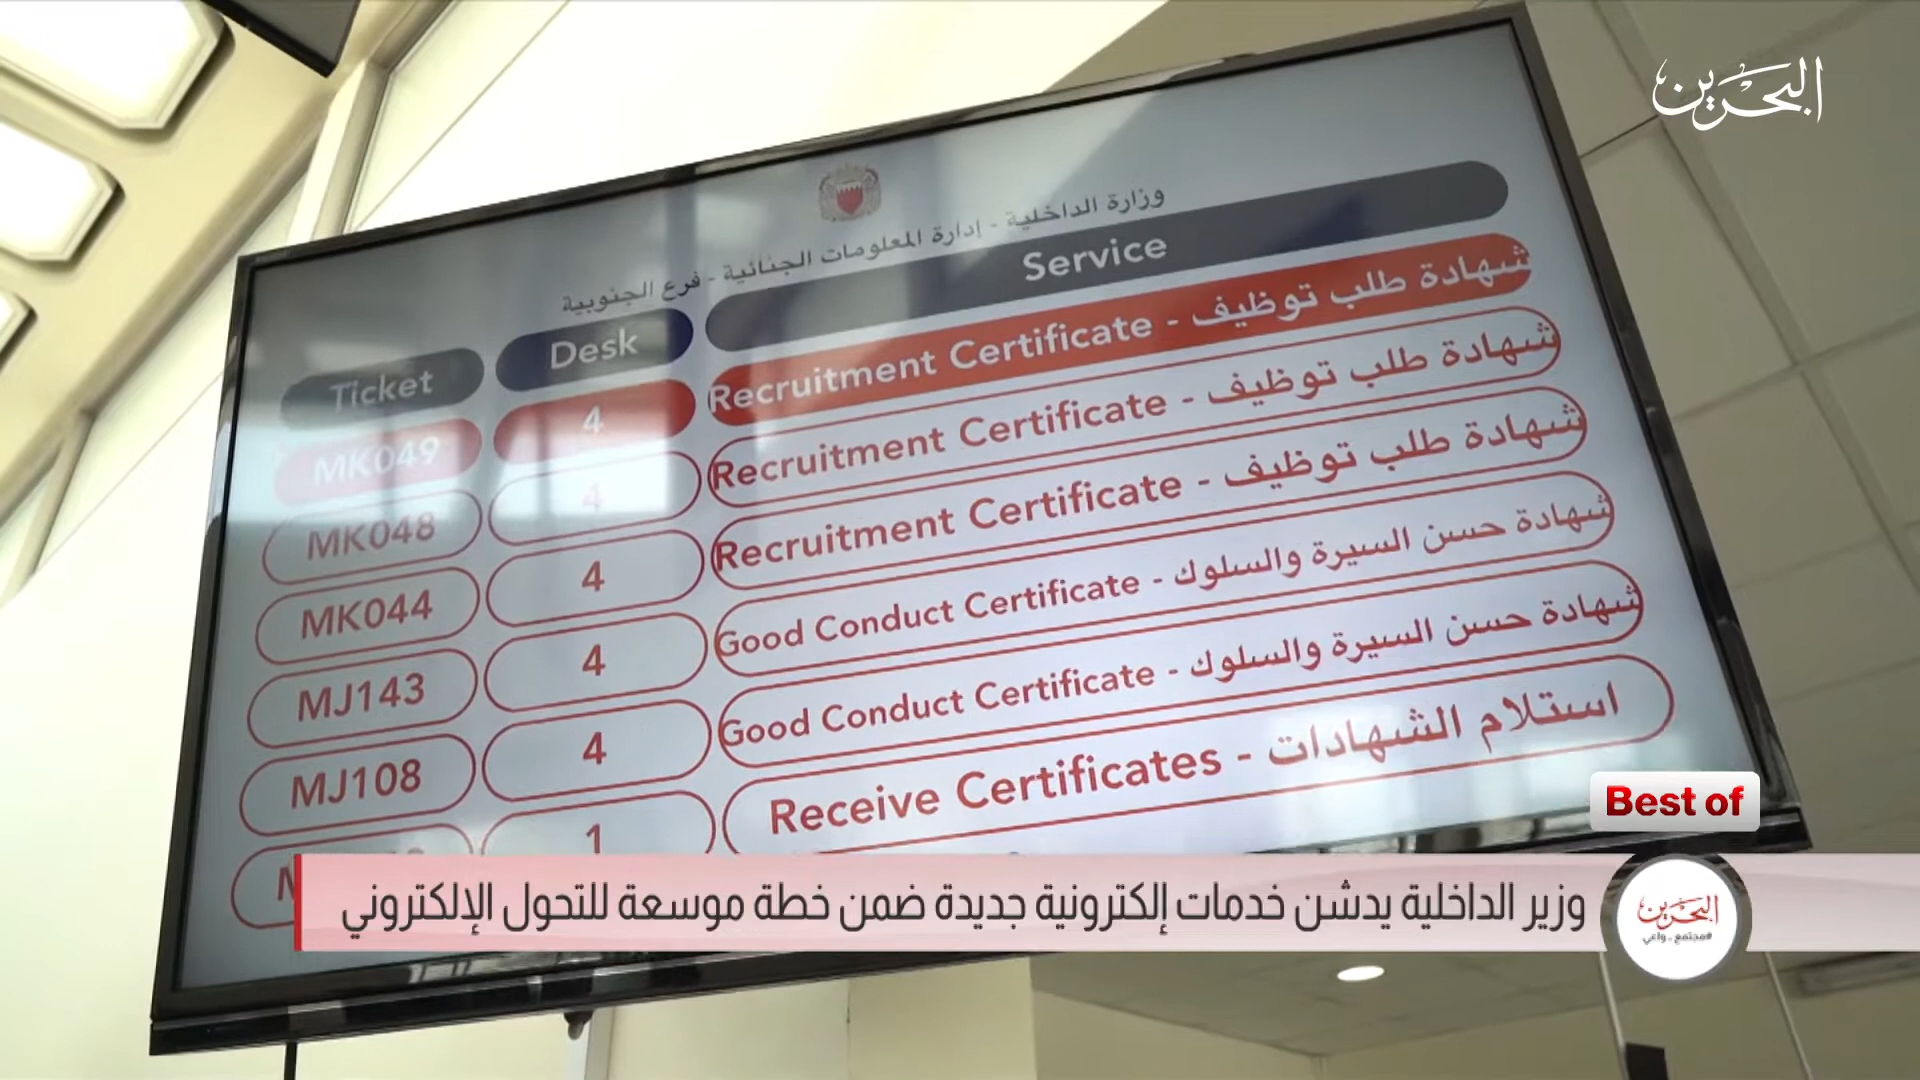 البحرين
وزارة الداخلية - إدارة المعلومات الجنائية - فرع الجنوبية
Ticket Desk Service
MK049 4 Recruitment Certificate - شهادة طلب توظيف
MK048 4 Recruitment Certificate - شهادة طلب توظيف
MK044 4 Recruitment Certificate - شهادة طلب توظيف
MJ143 4 Good Conduct Certificate - شهادة حسن السيرة والسلوك
MJ108 4 Good Conduct Certificate - شهادة حسن السيرة والسلوك
1 Receive Certificates - استلام الشهادات
Best of
وزير الداخلية يدشن خدمات إلكترونية جديدة ضمن خطة موسعة للتحول الإلكتروني
البحرين
#مجتمع_واعي